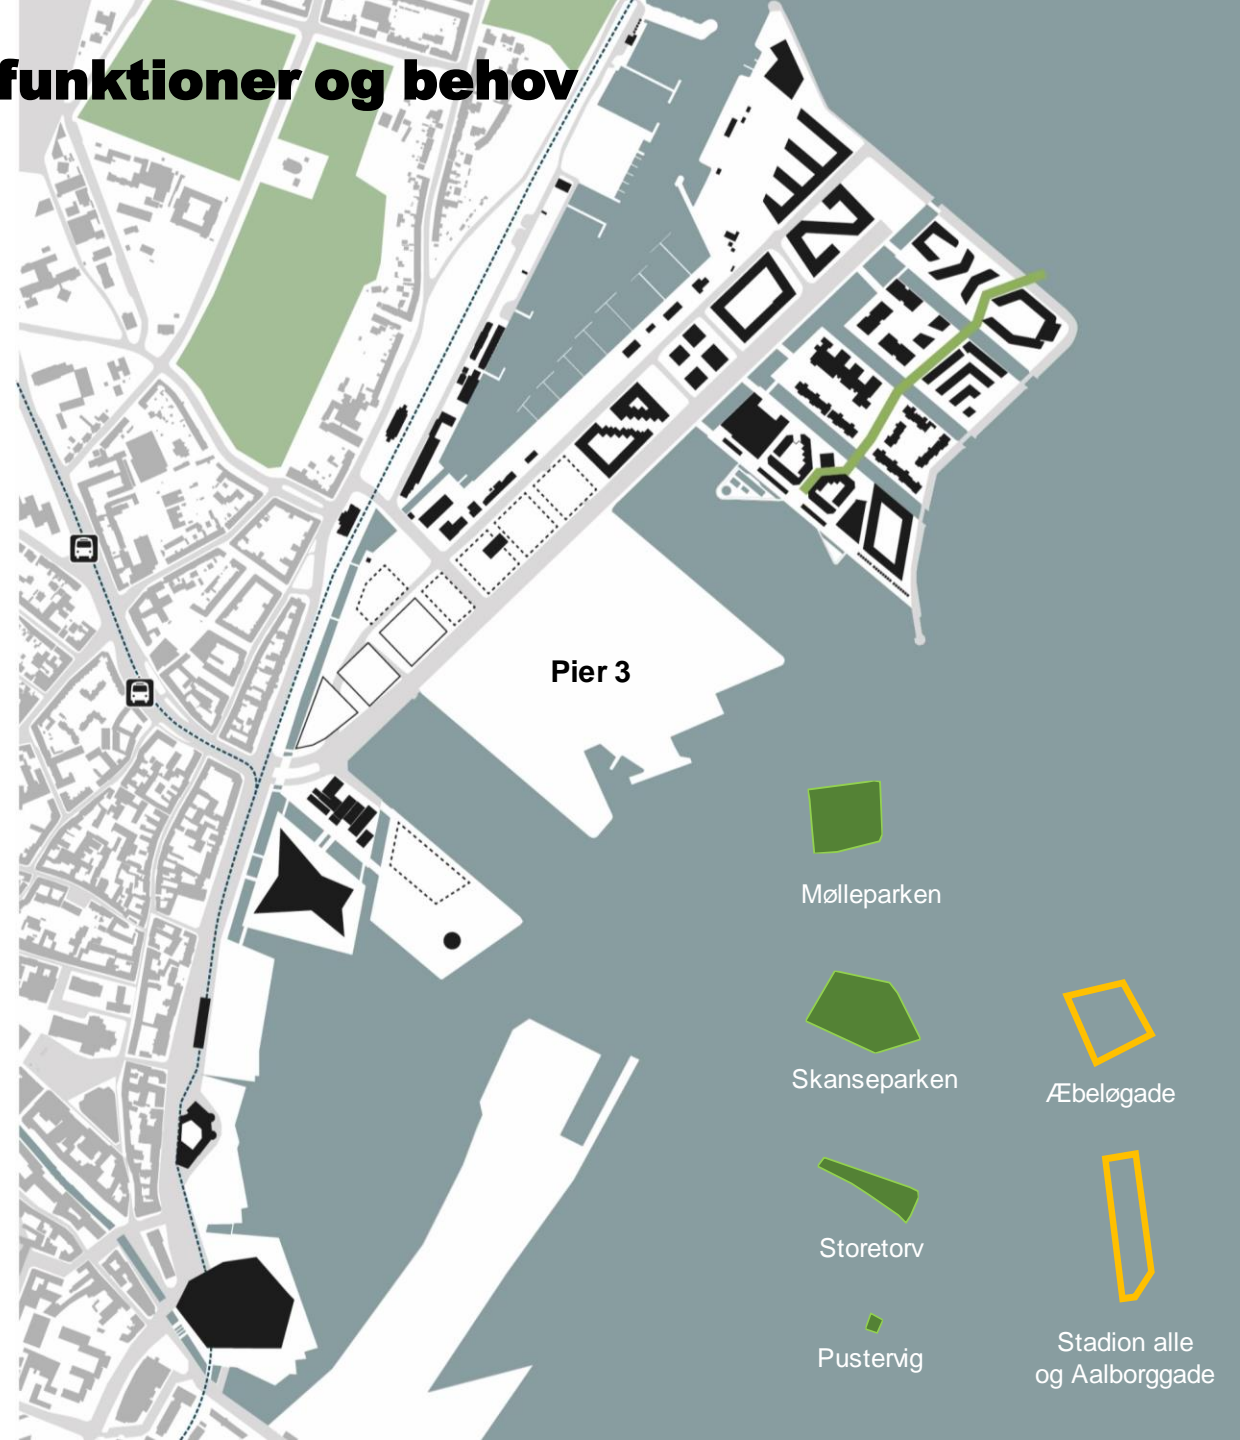 funktioner og behov
Pier 3
Mølleparken
Skanseparken
Æbeløgade
Storetorv
Pustervig
Stadion alle
og Aalborggade